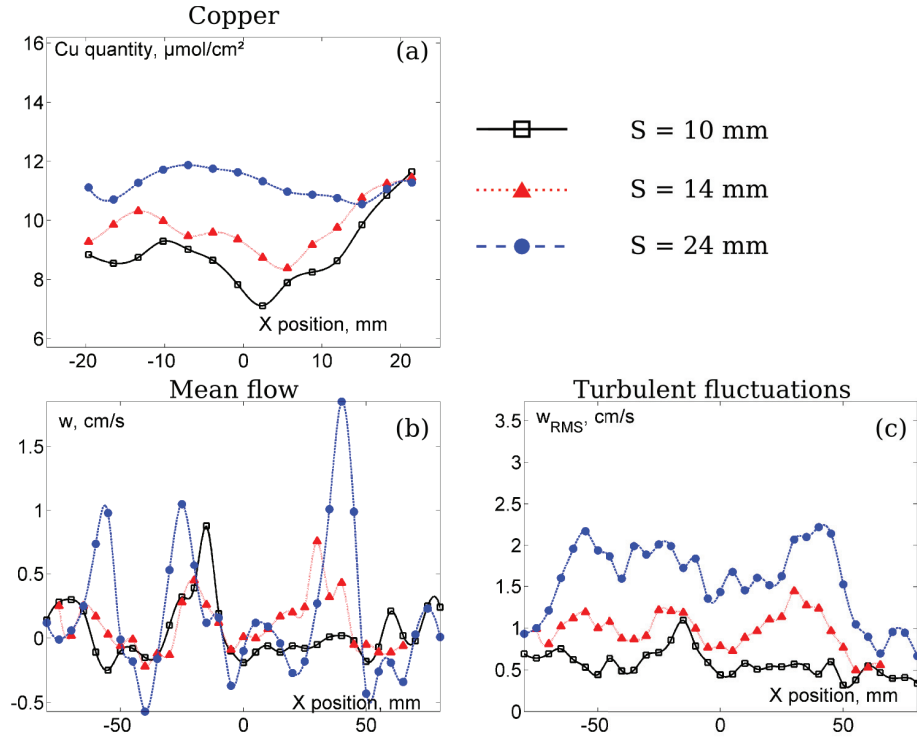 Copper
16
14
12
10
8
6
Cu quantity, μmol/cm²
(a)
X position, mm
-20
-10
0
10
20
S = 10 mm
S = 14 mm
S = 24 mm
Mean flow
1.5
1
0.5
0
-0.5
w, cm/s
(b)
X position, mm
-50
0
50
Turbulent fluctuations
3.5
3
2.5
2
1.5
1
0.5
0
wRMS, cm/s
(c)
X position, mm
-50
0
50